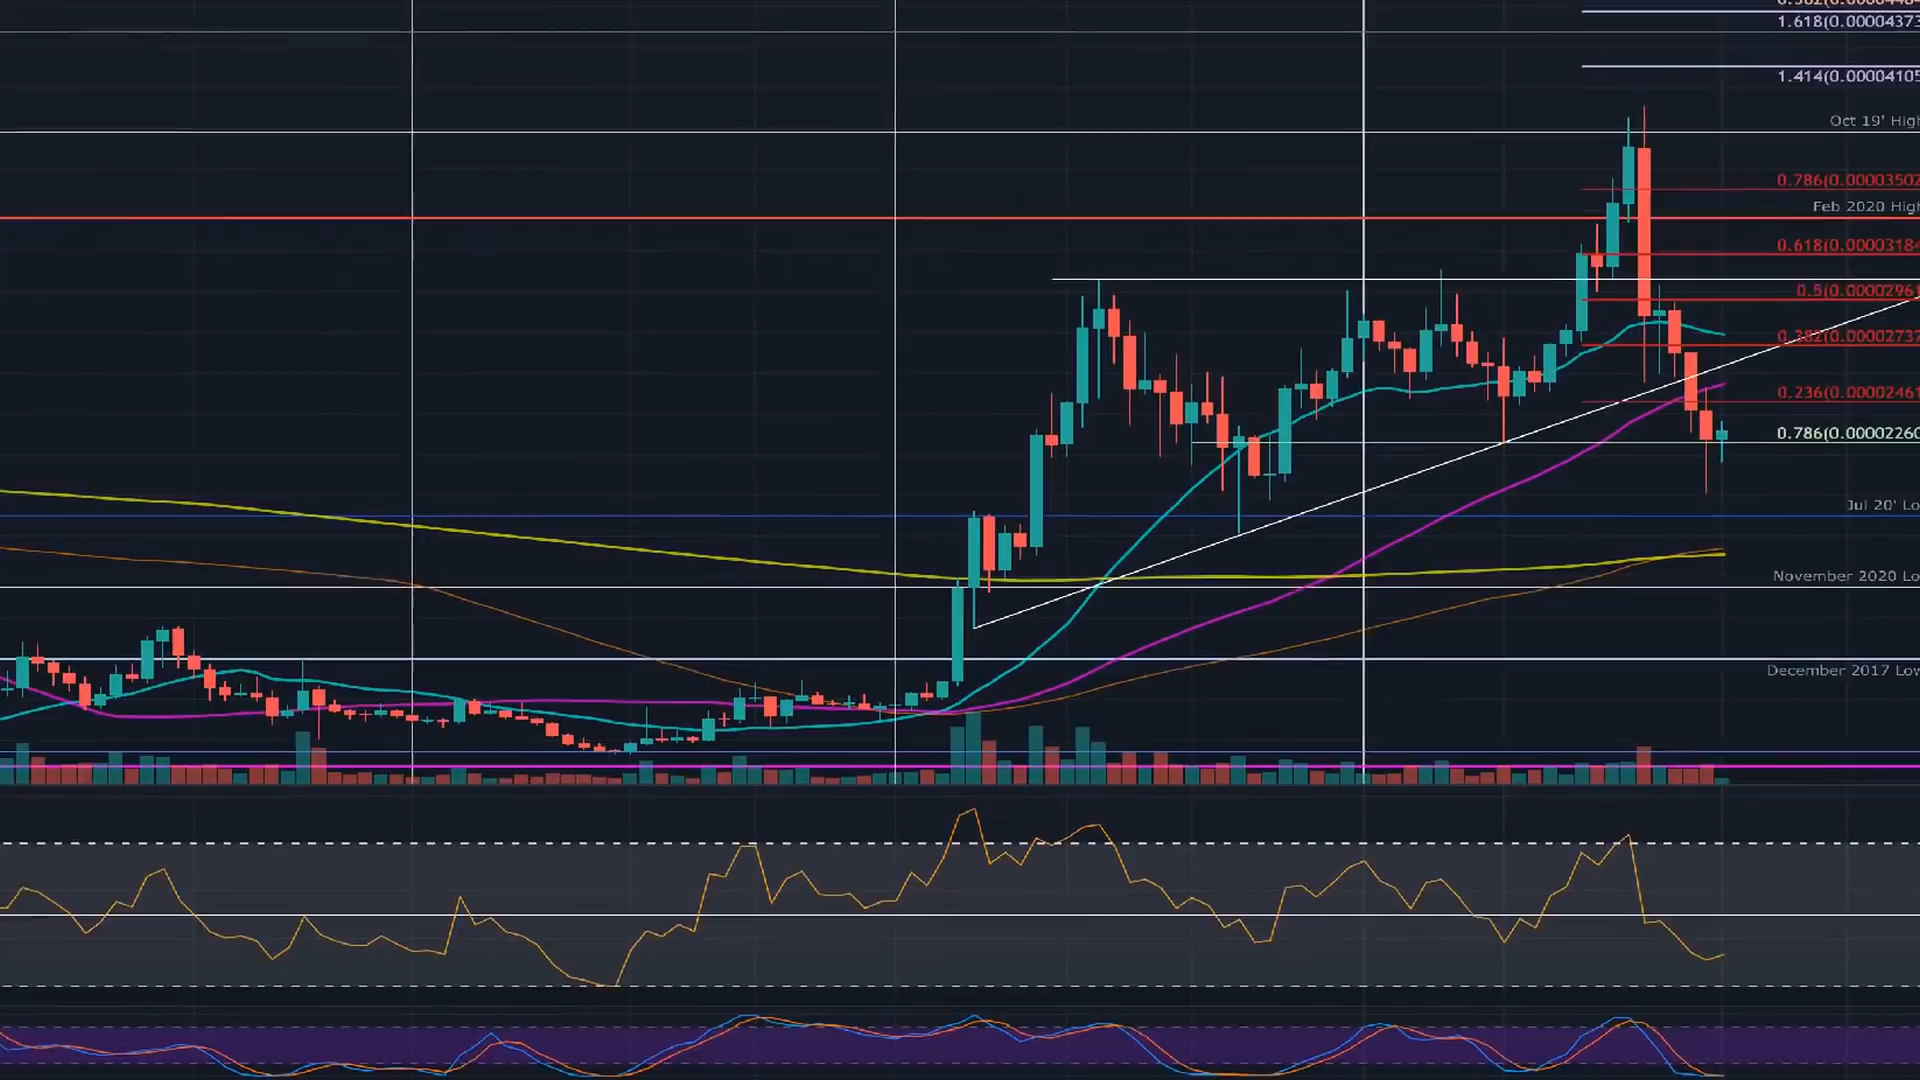 1.618(0.00004373
1.414(0.00004105
Oct 19' High
0.786(0.00003502
Feb 2020 High
0.618(0.00003184
0.5(0.00002961
0.382(0.00002737
0.236(0.00002461
0.786(0.00002260
Jul 20' Lo
November 2020 Lo
December 2017 Low